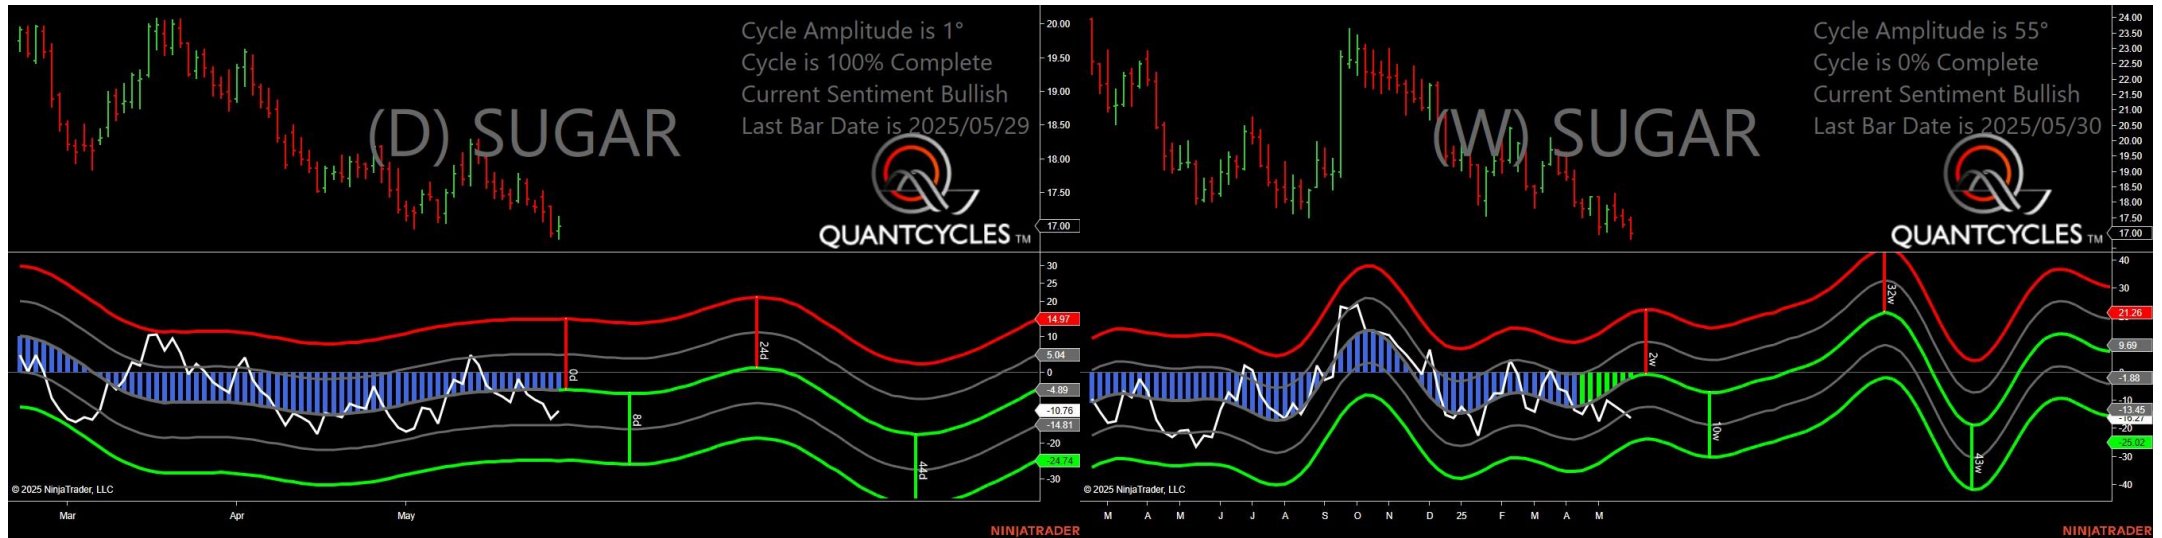 Cycle Amplitude is 1°
Cycle is 100% Complete
Current Sentiment Bullish
Last Bar Date is 2025/05/29
(D) SUGAR
QUANTCYCLES TM
20.00
19.50
19.00
18.50
18.00
17.50
17.00
30
25
20
14.97
10
5.04
0
-4.89
-10.76
-14.81
-20
-24.74
-30
0d
8d
24d
44d
© 2025 NinjaTrader, LLC
Mar Apr May
NINJATRADER
Cycle Amplitude is 55°
Cycle is 0% Complete
Current Sentiment Bullish
Last Bar Date is 2025/05/30
(W) SUGAR
QUANTCYCLES TM
24.00
23.50
23.00
22.50
22.00
21.50
21.00
20.50
20.00
19.50
19.00
18.50
18.00
17.50
17.00
40
30
21.26
9.69
0
-1.88
-10
-13.45
-20
-25.02
-30
-40
2w
10w
32w
43w
© 2025 NinjaTrader, LLC
M A M J J A S O N D 25 F M A M
NINJATRADER